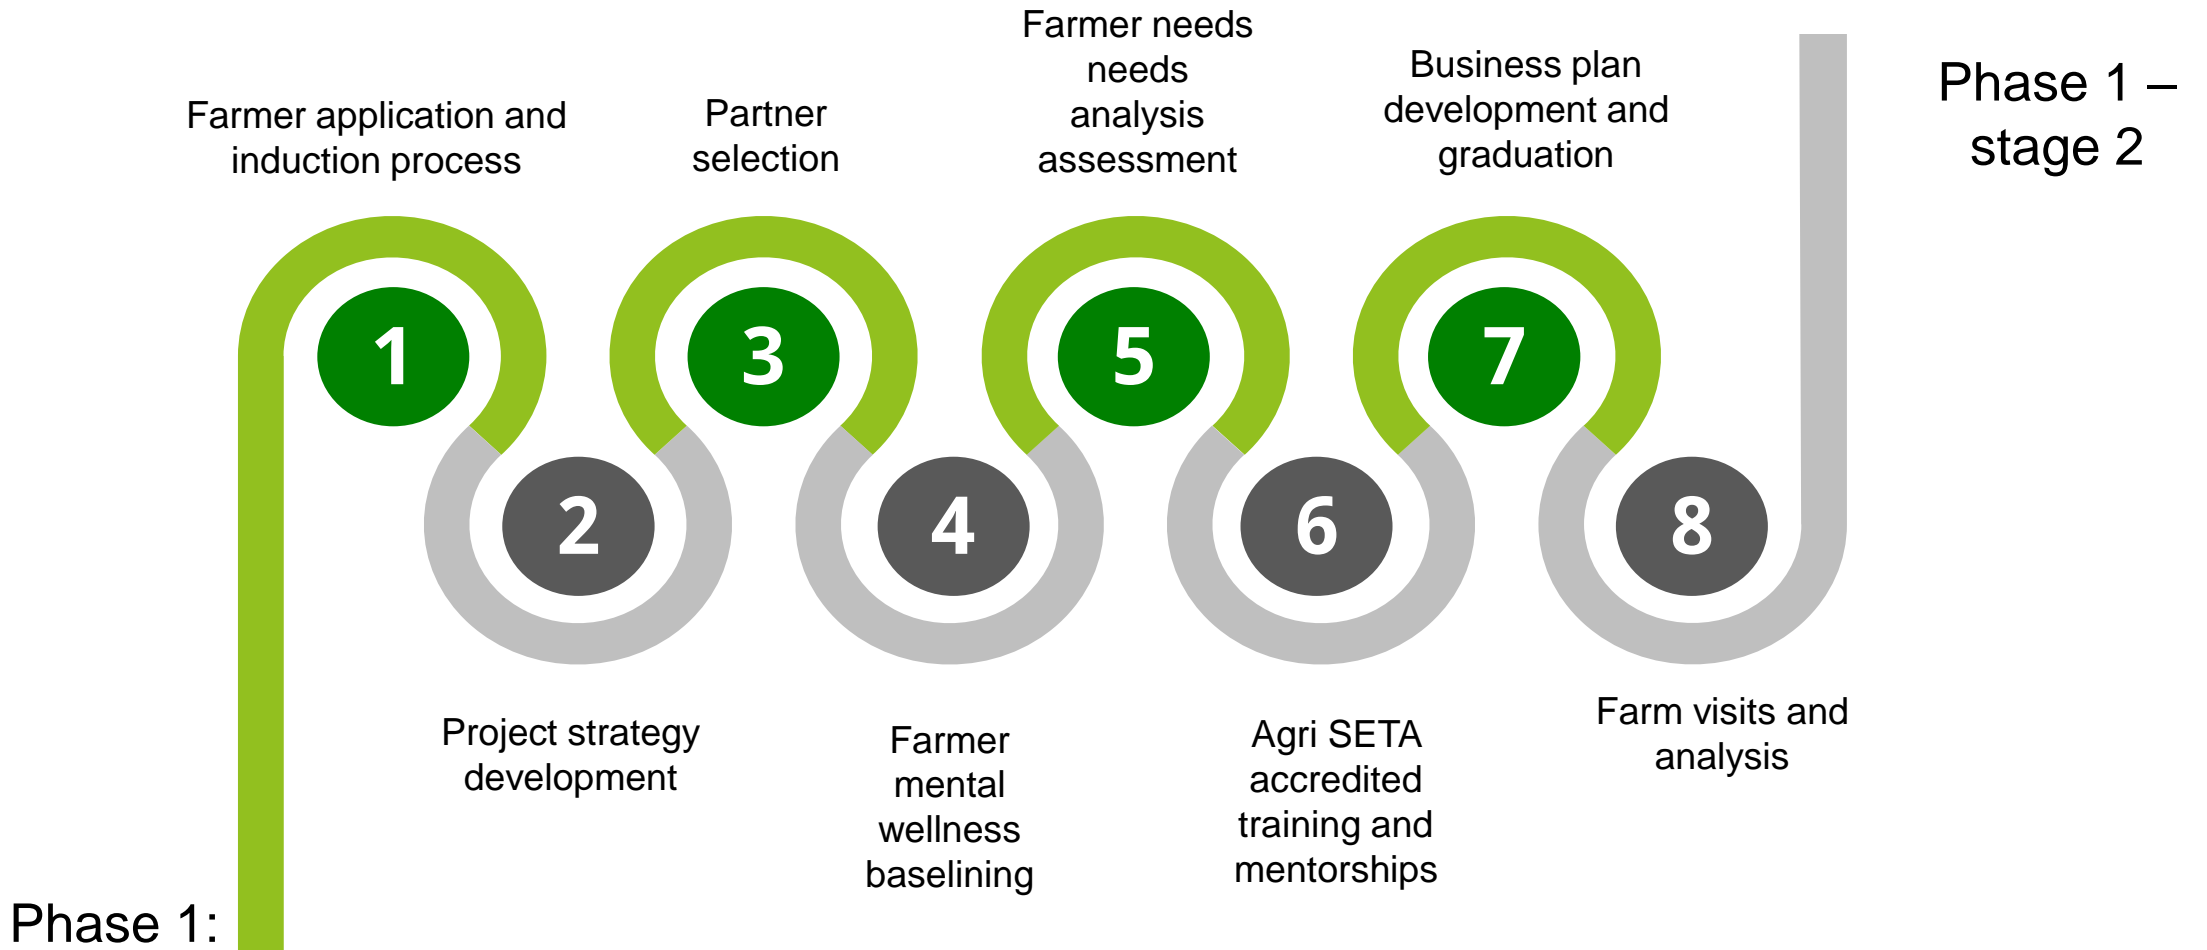 Farmer application and
induction process
Partner
selection
Farmer needs
needs
analysis
assessment
Business plan
development and
graduation
Phase 1 –
stage 2
1
3
5
7
2
4
6
8
Project strategy
development
Farmer
mental
wellness
baselining
Agri SETA
accredited
training and
mentorships
Farm visits and
analysis
Phase 1: